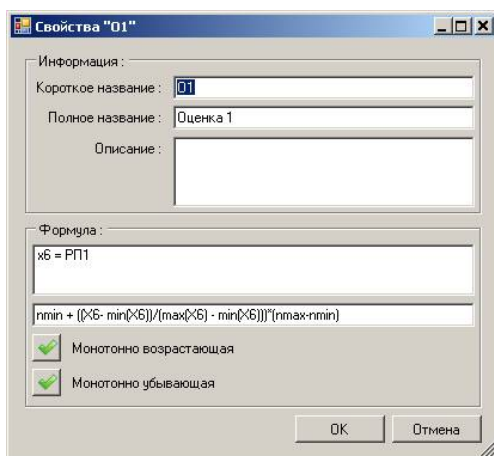 Свойства "О1"
Информация :
Короткое название : О1
Полное название : Оценка 1
Описание :
Формула :
x6 = РП1
nmin + ((X6- min(X6))/(max(X6) - min(X6)))*(nmax-nmin)
Монотонно возрастающая
Монотонно убывающая
OK Отмена